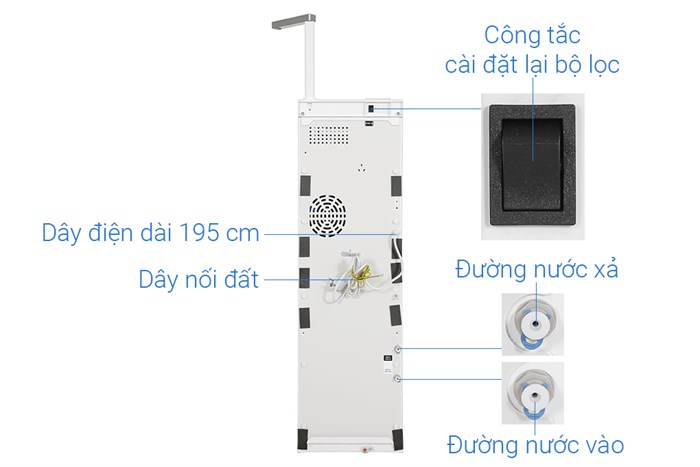 Công tắc
cài đặt lại bộ lọc
Dây điện dài 195 cm
Dây nối đất
Đường nước xả
Đường nước vào